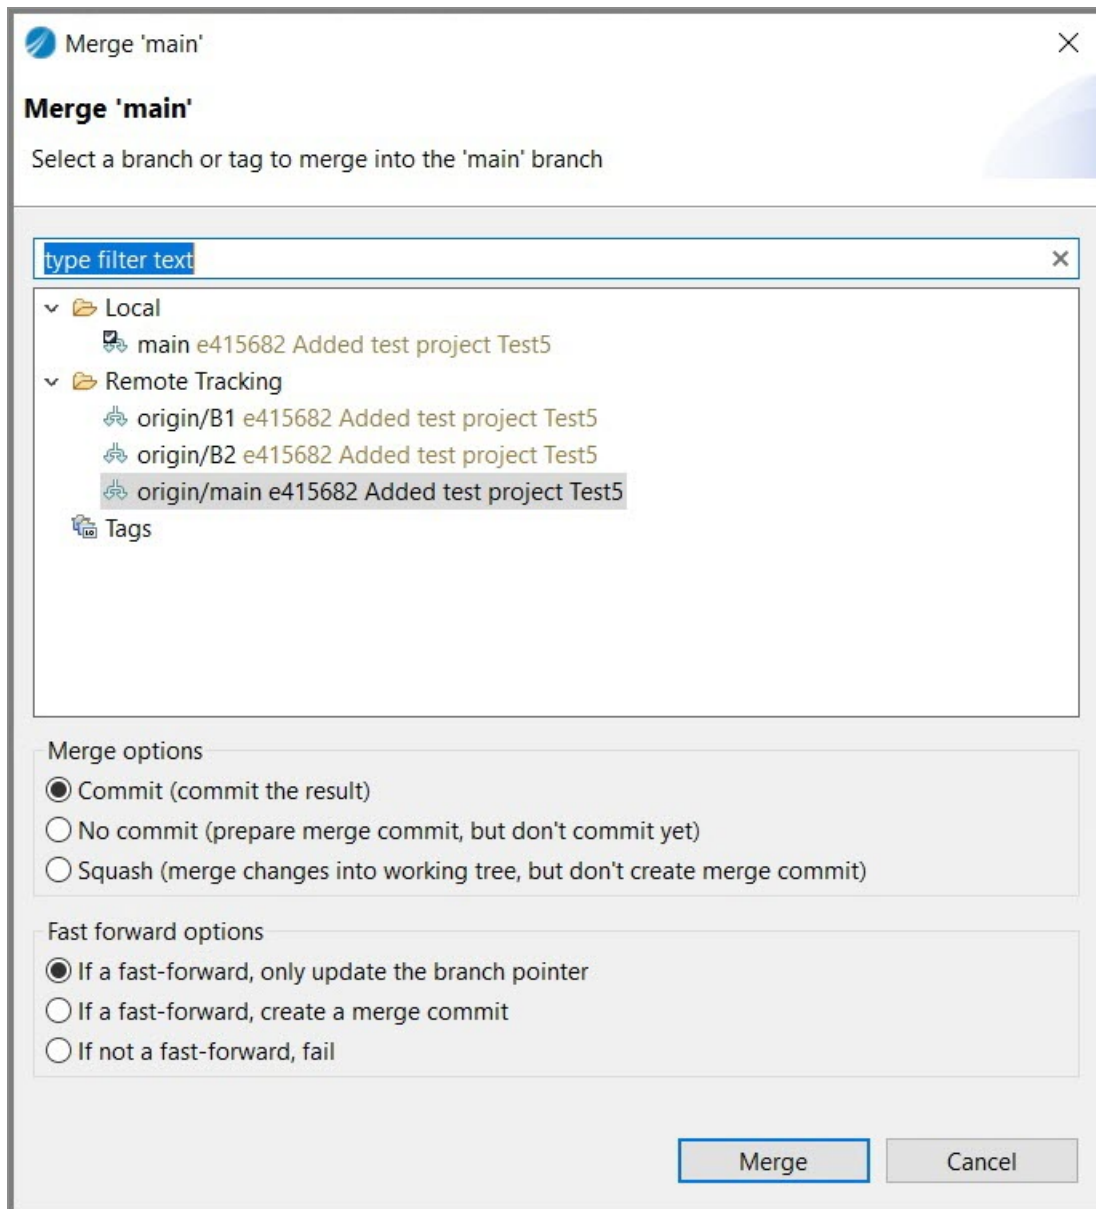 Merge 'main'
Merge 'main'
Select a branch or tag to merge into the 'main' branch
type filter text
Local
main e415682 Added test project Test5
Remote Tracking
origin/B1 e415682 Added test project Test5
origin/B2 e415682 Added test project Test5
origin/main e415682 Added test project Test5
Tags
Merge options
Commit (commit the result)
No commit (prepare merge commit, but don't commit yet)
Squash (merge changes into working tree, but don't create merge commit)
Fast forward options
If a fast-forward, only update the branch pointer
If a fast-forward, create a merge commit
If not a fast-forward, fail
Merge Cancel